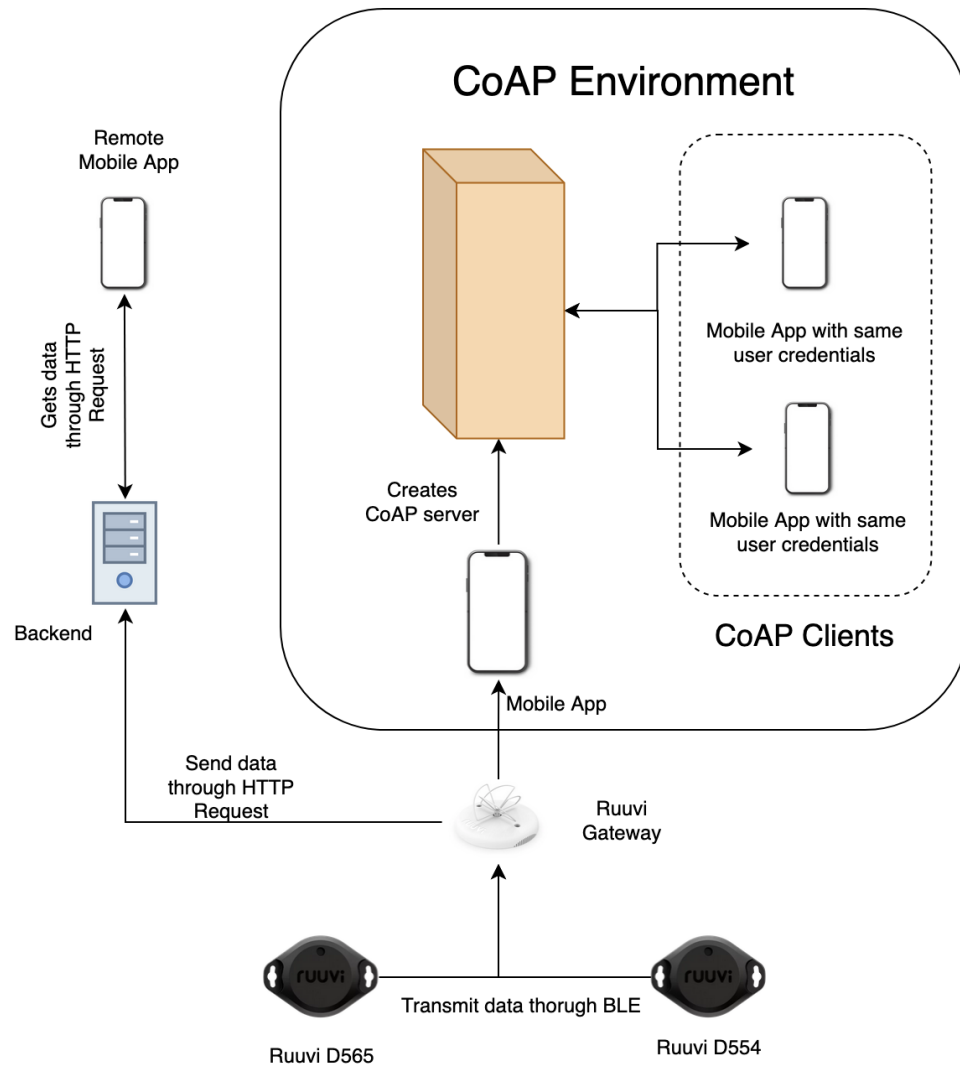 CoAP Environment
Remote
Mobile App
Gets data
through HTTP
Request
Mobile App with same
user credentials
Creates
CoAP server
Mobile App with same
user credentials
Backend
CoAP Clients
Mobile App
Send data
through HTTP
Request
Ruuvi
Gateway
ruuvi
ruuvi
Transmit data thorugh BLE
Ruuvi D565
Ruuvi D554